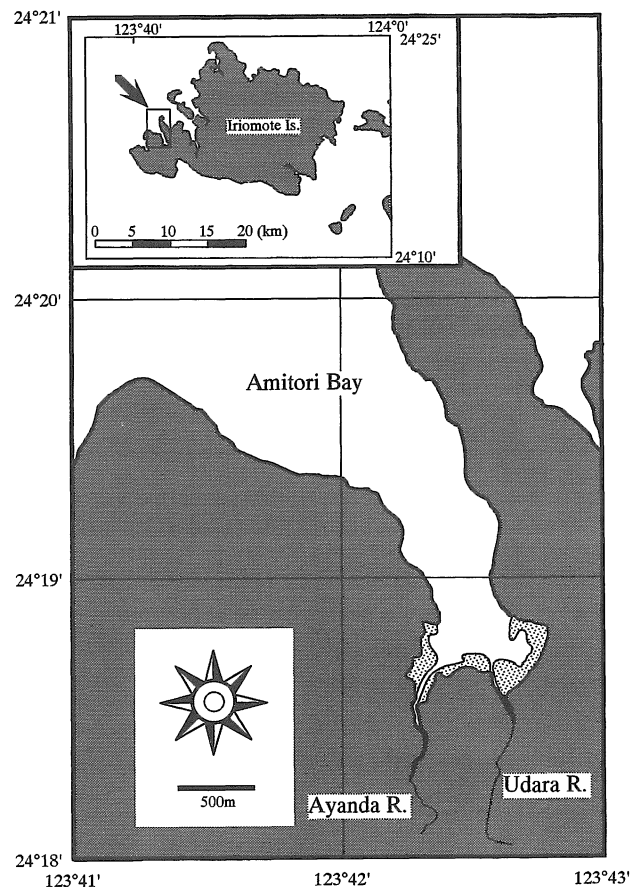 24°21'
123°40'
124°0'
24°25'
Iriomote Is.
0 5 10 15 20 (km)
24°10'
24°20'
Amitori Bay
24°19'
500m
Ayanda R.
Udara R.
24°18'
123°41'
123°42'
123°43'